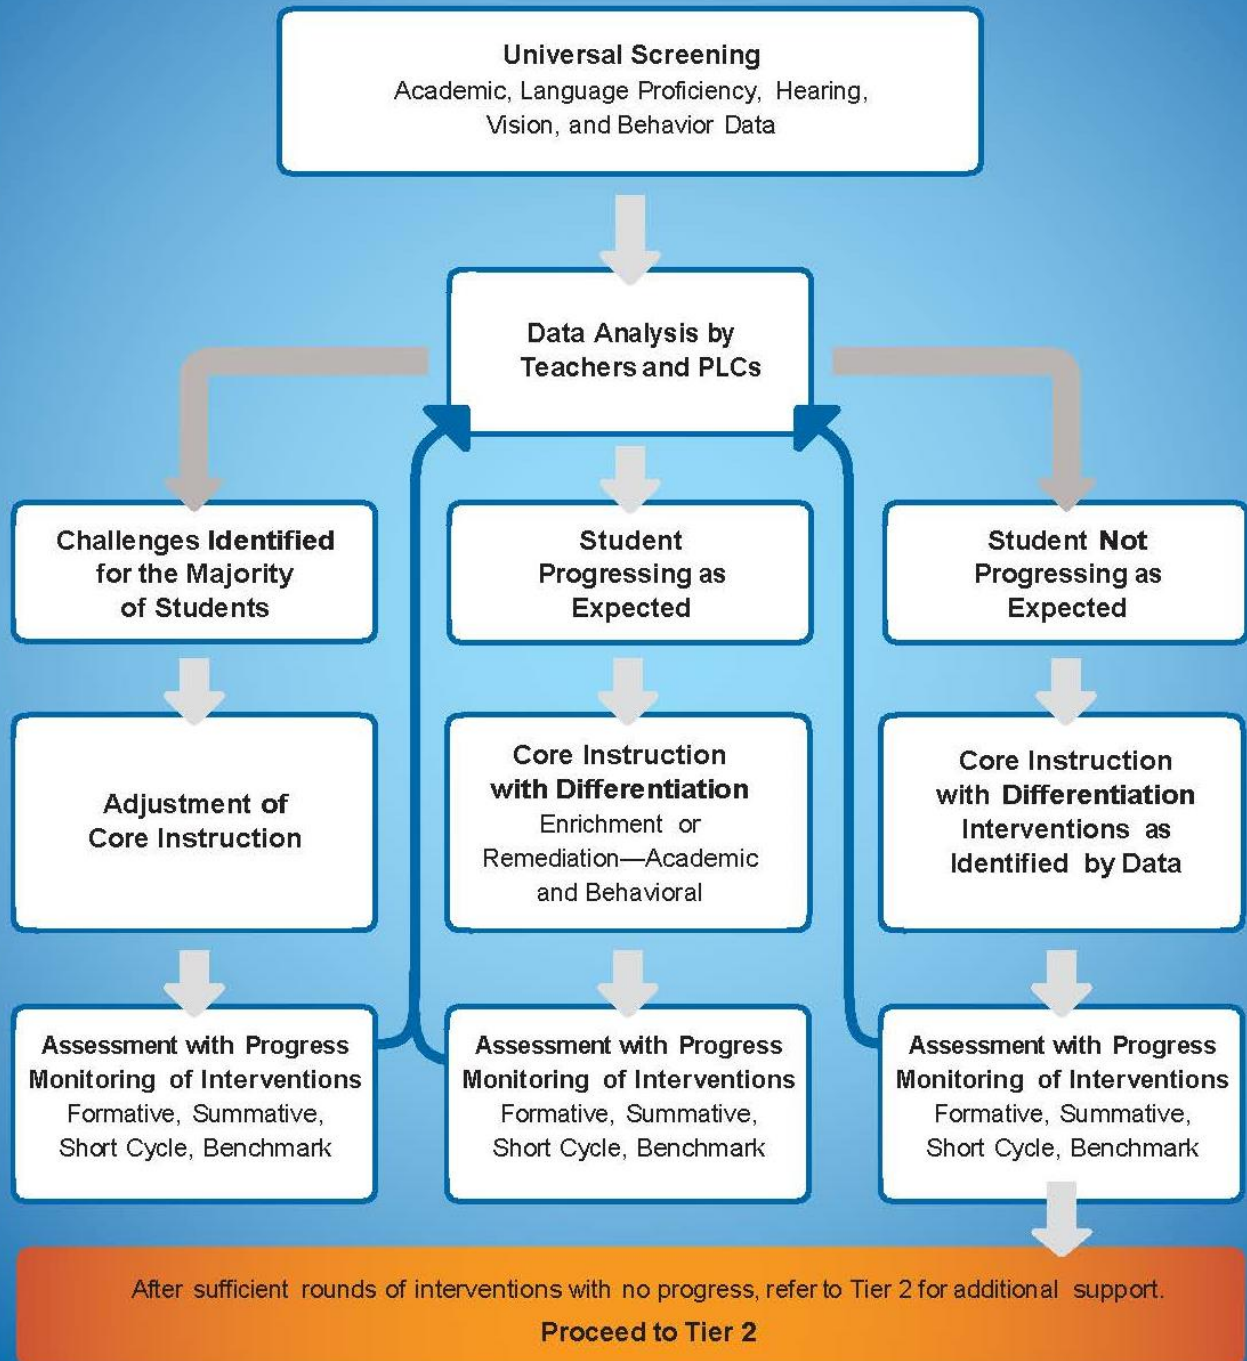 Universal Screening
Academic, Language Proficiency, Hearing,
Vision, and Behavior Data
Data Analysis by
Teachers and PLCs
Challenges Identified
for the Majority
of Students
Student
Progressing as
Expected
Student Not
Progressing as
Expected
Adjustment of
Core Instruction
Core Instruction
with Differentiation
Enrichment or
Remediation—Academic
and Behavioral
Core Instruction
with Differentiation
Interventions as
Identified by Data
Assessment with Progress
Monitoring of Interventions
Formative, Summative,
Short Cycle, Benchmark
Assessment with Progress
Monitoring of Interventions
Formative, Summative,
Short Cycle, Benchmark
Assessment with Progress
Monitoring of Interventions
Formative, Summative,
Short Cycle, Benchmark
After sufficient rounds of interventions with no progress, refer to Tier 2 for additional support.
Proceed to Tier 2